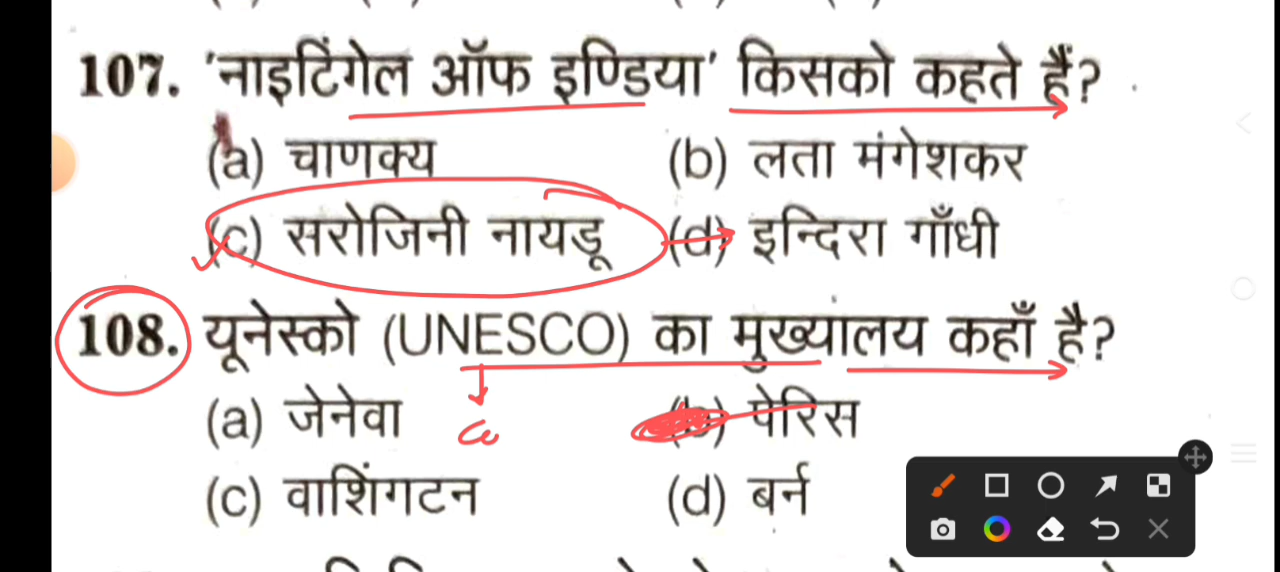 107. 'नाइटिंगेल ऑफ इण्डिया' किसको कहते हैं?
(a) चाणक्य (b) लता मंगेशकर
(c) सरोजिनी नायडू (d) इन्दिरा गाँधी
108. यूनेस्को (UNESCO) का मुख्यालय कहाँ है?
(a) जेनेवा (b) पेरिस
(c) वाशिंगटन (d) बर्न